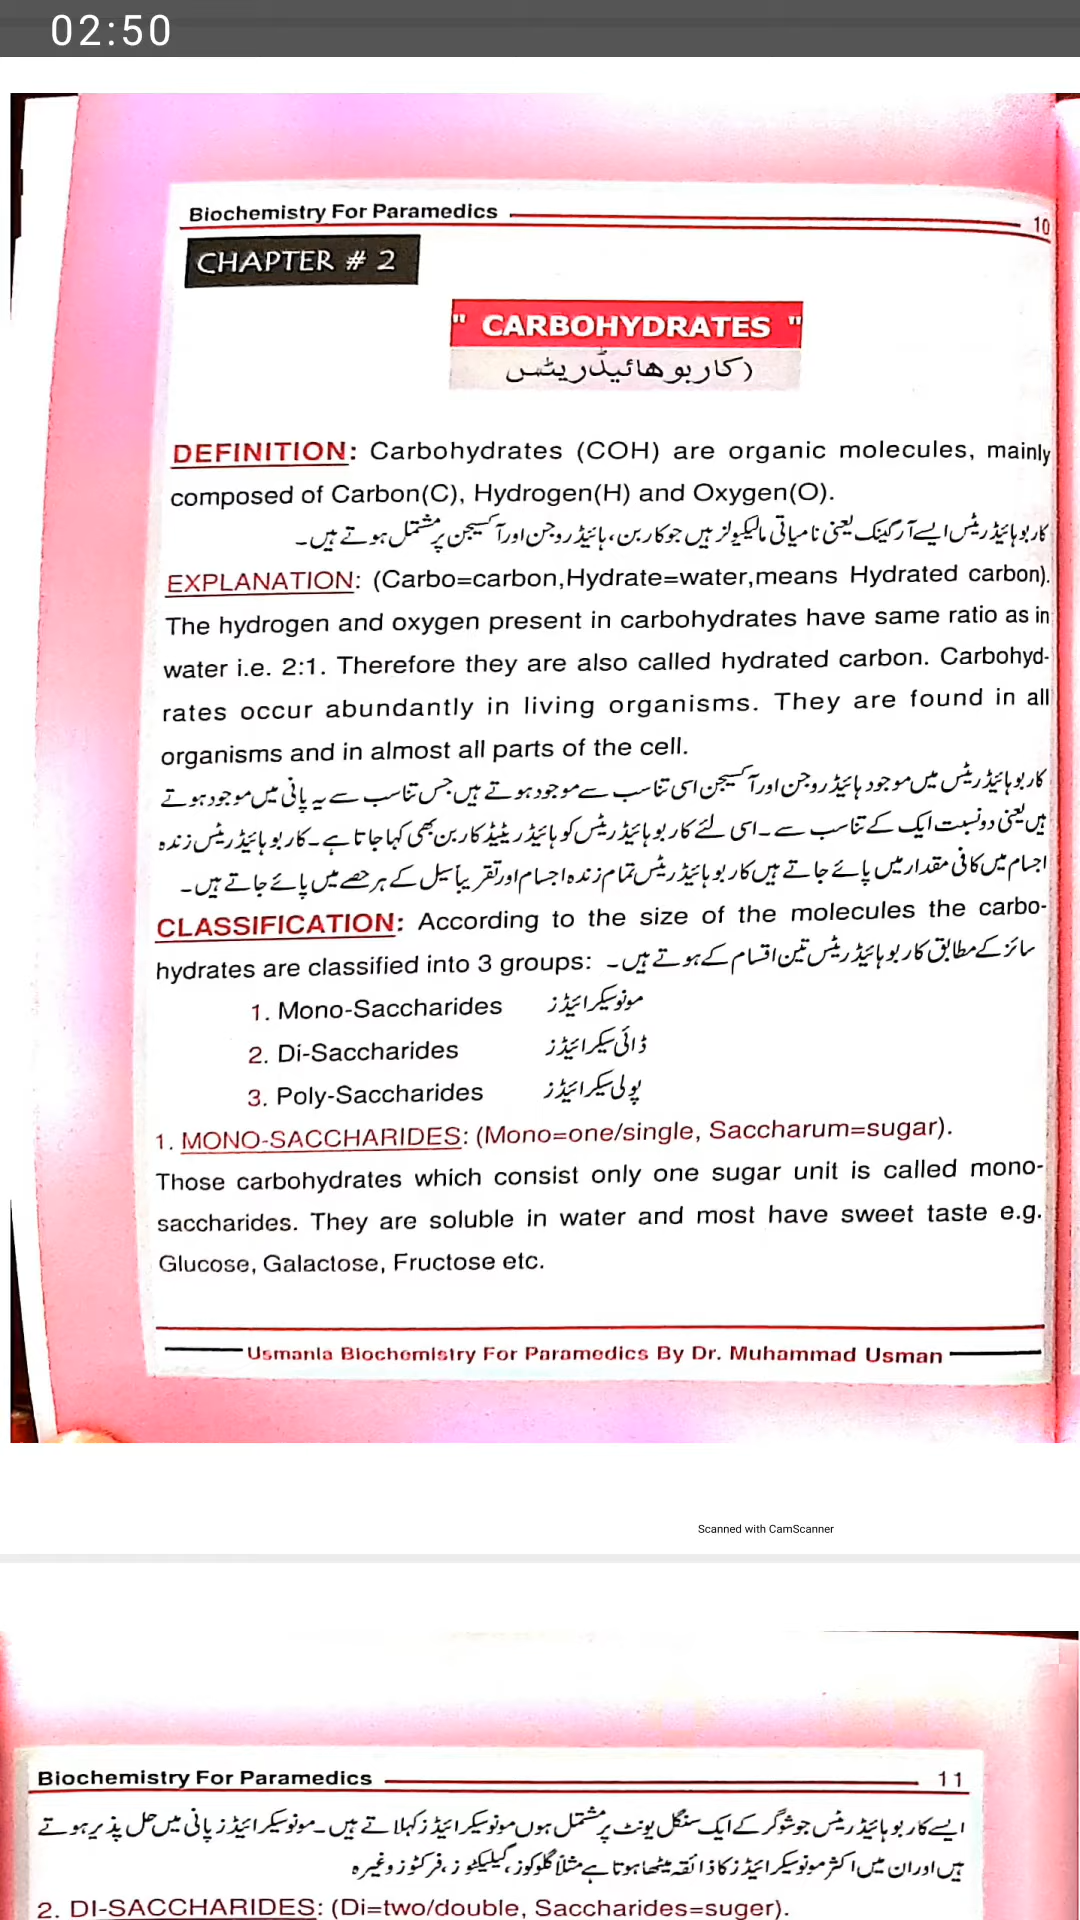 02:50
Biochemistry For Paramedics 10
CHAPTER # 2
" CARBOHYDRATES "
(کاربوهائیڈریٹس
DEFINITION: Carbohydrates (COH) are organic molecules, mainly
composed of Carbon(C), Hydrogen(H) and Oxygen(O).
کاربوہائیڈریٹس ایسے آرگینک یعنی نامیاتی مالیکیولز ہیں جو کاربن، ہائیڈروجن اور آکسیجن پر مشتمل ہوتے ہیں۔
EXPLANATION: (Carbo=carbon,Hydrate=water,means Hydrated carbon).
The hydrogen and oxygen present in carbohydrates have same ratio as in
water i.e. 2:1. Therefore they are also called hydrated carbon. Carbohyd-
rates occur abundantly in living organisms. They are found in all
organisms and in almost all parts of the cell.
کاربوہائیڈریٹس میں موجود ہائیڈروجن اور آکسیجن اسی تناسب سے موجود ہوتے ہیں جس تناسب سے یہ پانی میں موجود ہوتے
ہیں یعنی دو نسبت ایک کے تناسب سے۔ اسی لئے کاربوہائیڈریٹس کو ہائیڈریٹیڈ کاربن بھی کہا جاتا ہے۔ کاربوہائیڈریٹس زندہ
اجسام میں کافی مقدار میں پائے جاتے ہیں کاربوہائیڈریٹس تمام زندہ اجسام اور تقریباً سیل کے ہر حصے میں پائے جاتے ہیں۔
CLASSIFICATION: According to the size of the molecules the carbo-
hydrates are classified into 3 groups: سائز کے مطابق کاربوہائیڈریٹس تین اقسام کے ہوتے ہیں۔
1. Mono-Saccharides مونوسیکرائیڈز
2. Di-Saccharides ڈائی سیکرائیڈز
3. Poly-Saccharides پولی سیکرائیڈز
1. MONO-SACCHARIDES: (Mono=one/single, Saccharum=sugar).
Those carbohydrates which consist only one sugar unit is called mono-
saccharides. They are soluble in water and most have sweet taste e.g.
Glucose, Galactose, Fructose etc.
Usmania Biochemistry For Paramedics By Dr. Muhammad Usman
Scanned with CamScanner
Biochemistry For Paramedics 11
ایسے کاربوہائیڈریٹس جو شوگر کے ایک سنگل یونٹ پر مشتمل ہوں مونوسیکرائیڈز کہلاتے ہیں۔ مونوسیکرائیڈز پانی میں حل پذیر ہوتے
ہیں اور ان میں اکثر مونوسیکرائیڈز کا ذائقہ میٹھا ہوتا ہے مثلاً گلوکوز، گیلیکٹوز، فرکٹوز وغیرہ
2. DI-SACCHARIDES: (Di=two/double, Saccharides=suger).